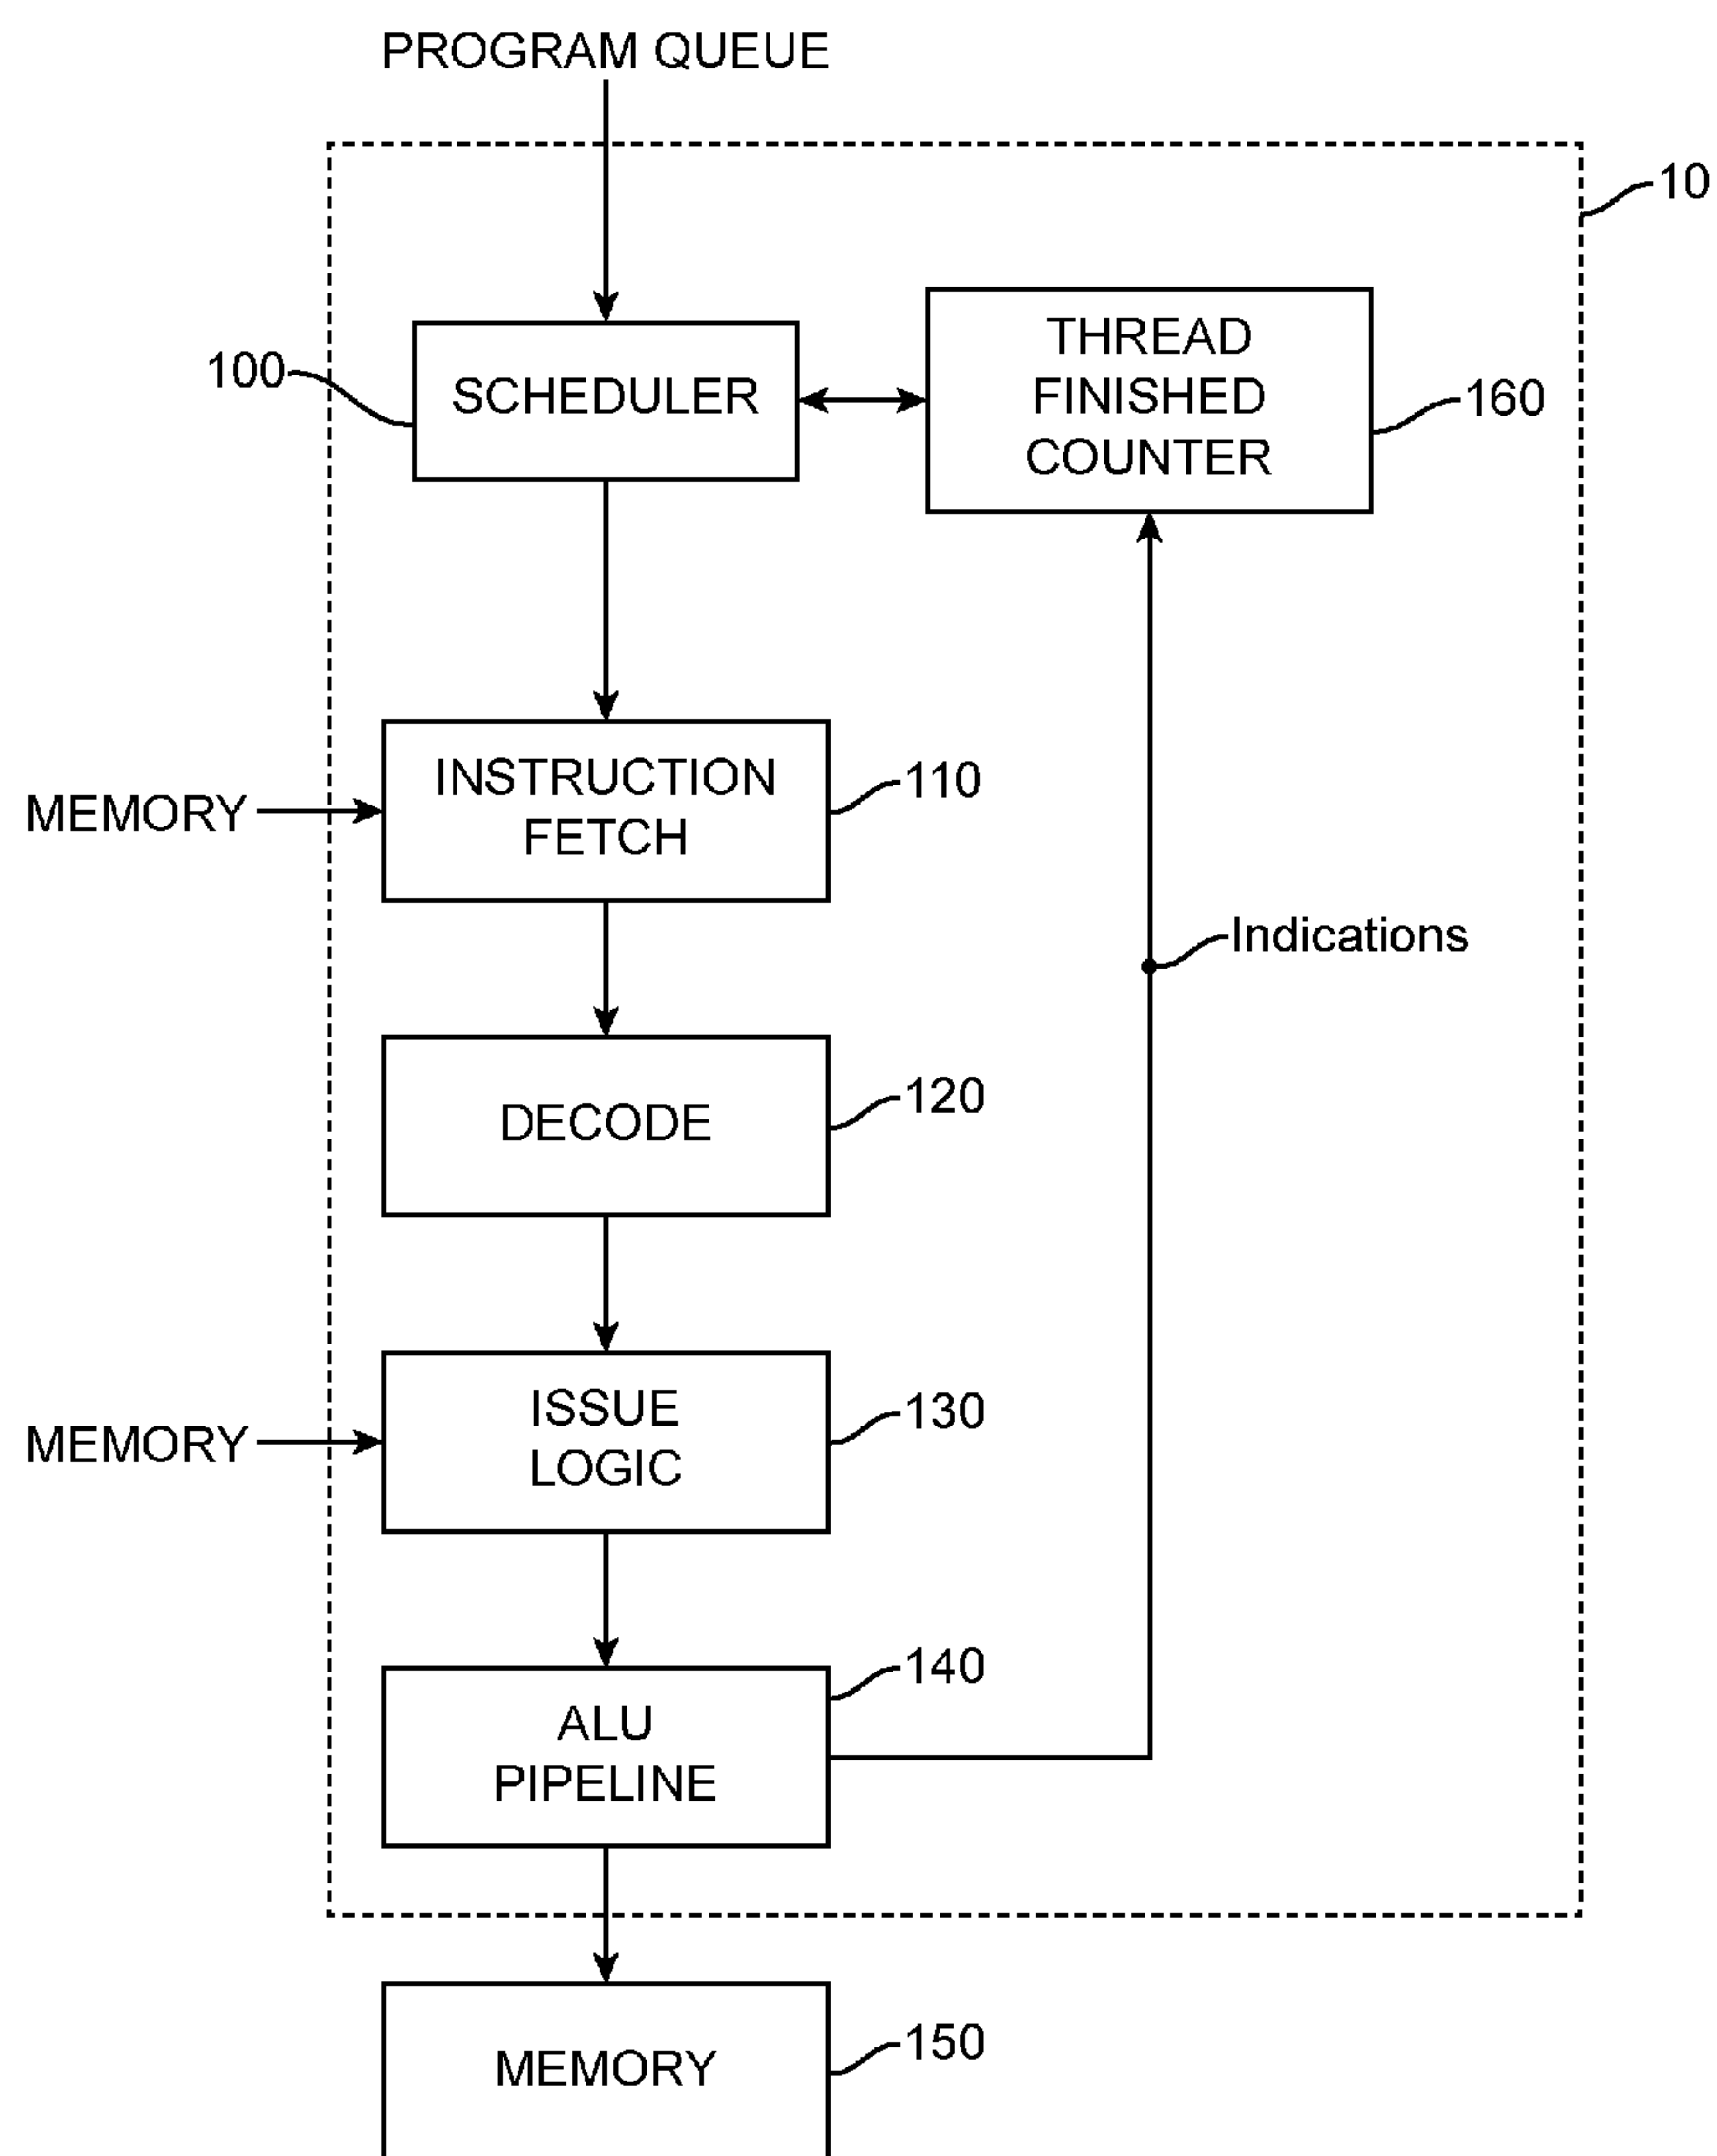 PROGRAM QUEUE
10
100
SCHEDULER
THREAD
FINISHED
COUNTER
160
MEMORY
INSTRUCTION
FETCH
110
Indications
DECODE
120
MEMORY
ISSUE
LOGIC
130
ALU
PIPELINE
140
MEMORY
150